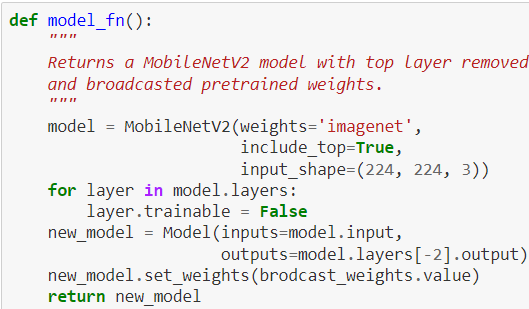 def model_fn():
    """
    Returns a MobileNetV2 model with top layer removed
    and broadcasted pretrained weights.
    """
    model = MobileNetV2(weights='imagenet',
                        include_top=True,
                        input_shape=(224, 224, 3))
    for layer in model.layers:
        layer.trainable = False
    new_model = Model(inputs=model.input,
                      outputs=model.layers[-2].output)
    new_model.set_weights(brodcast_weights.value)
    return new_model